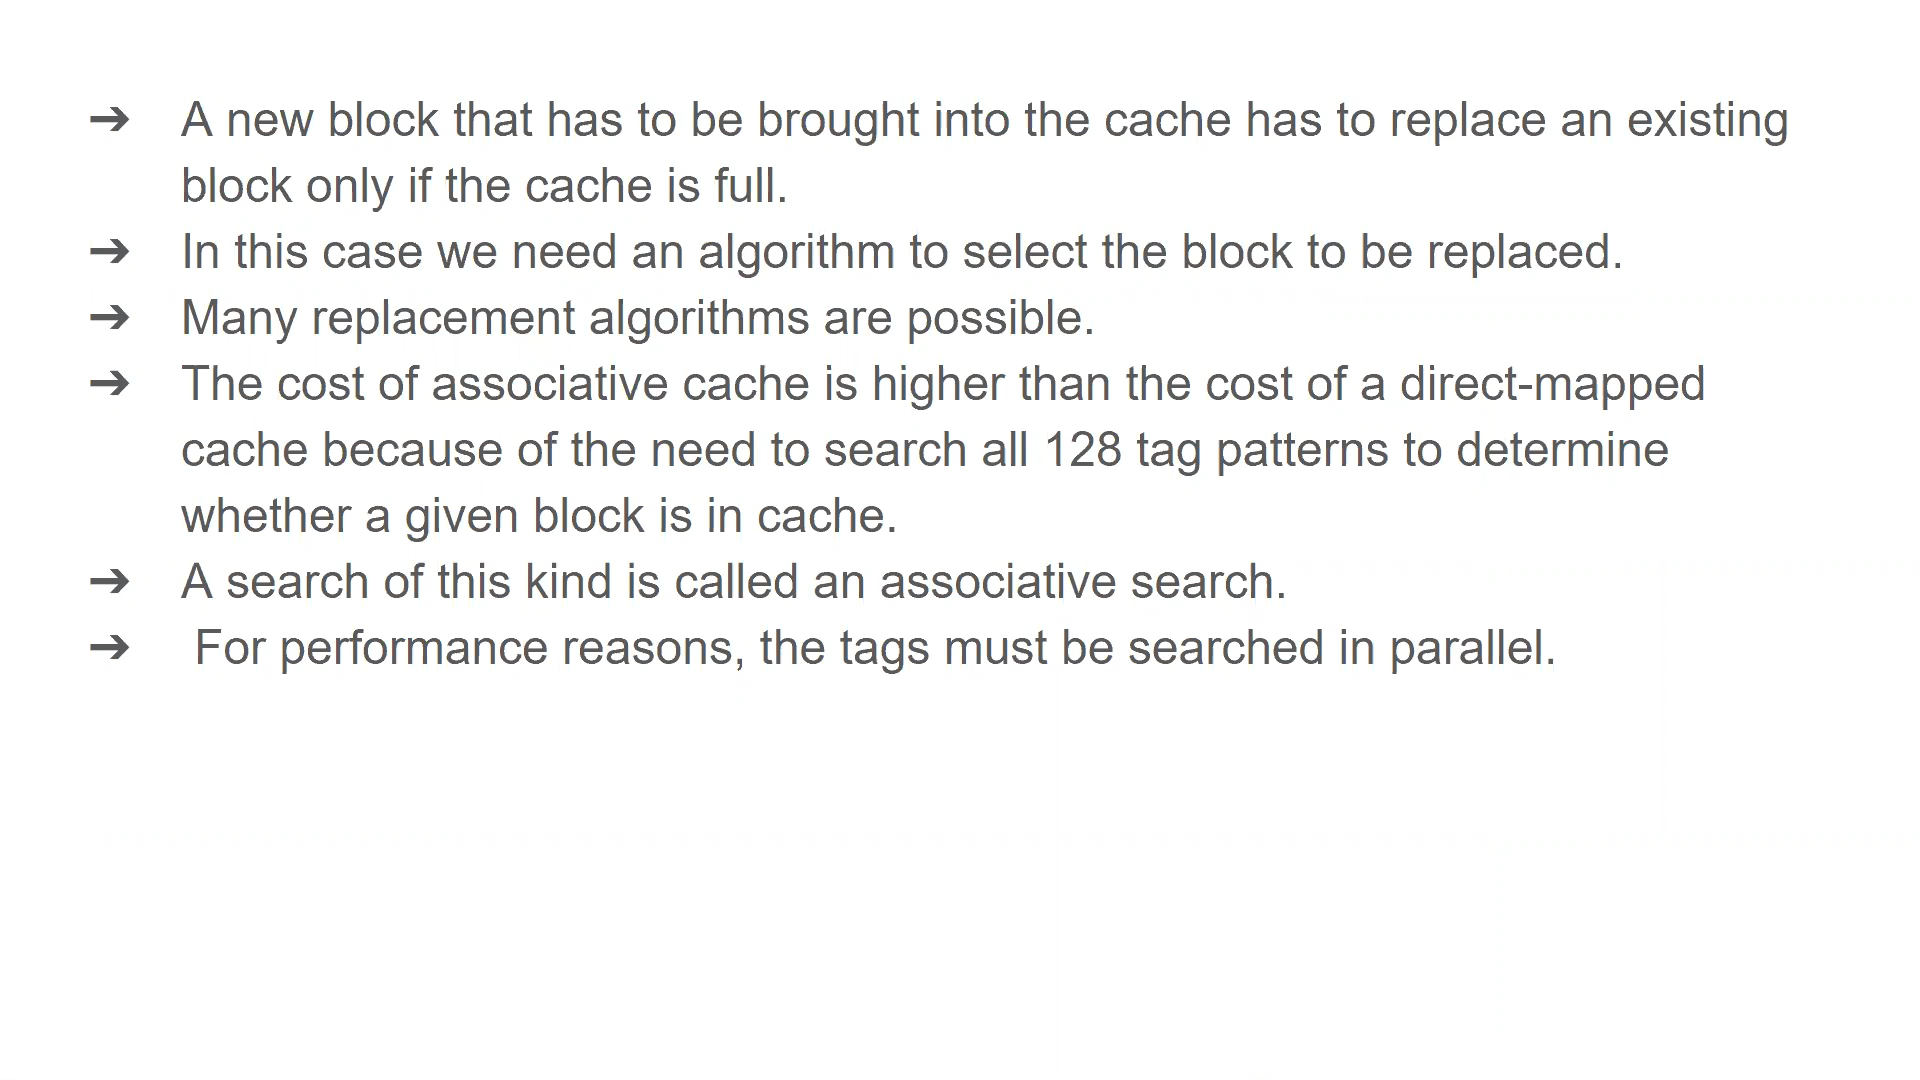 ➔ A new block that has to be brought into the cache has to replace an existing
block only if the cache is full.
➔ In this case we need an algorithm to select the block to be replaced.
➔ Many replacement algorithms are possible.
➔ The cost of associative cache is higher than the cost of a direct-mapped
cache because of the need to search all 128 tag patterns to determine
whether a given block is in cache.
➔ A search of this kind is called an associative search.
➔ For performance reasons, the tags must be searched in parallel.